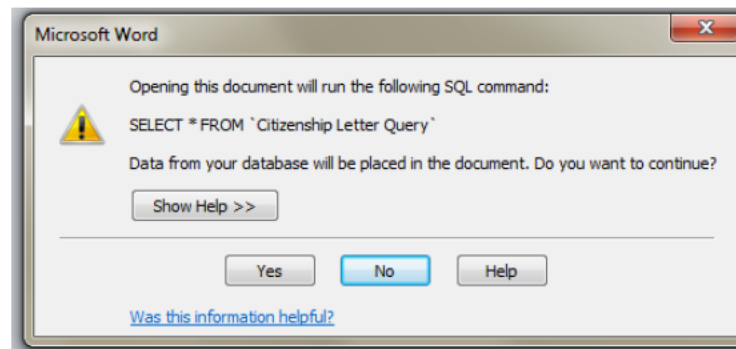 Microsoft Word
Opening this document will run the following SQL command:
SELECT * FROM `Citizenship Letter Query`
Data from your database will be placed in the document. Do you want to continue?
Show Help >>
Yes No Help
Was this information helpful?